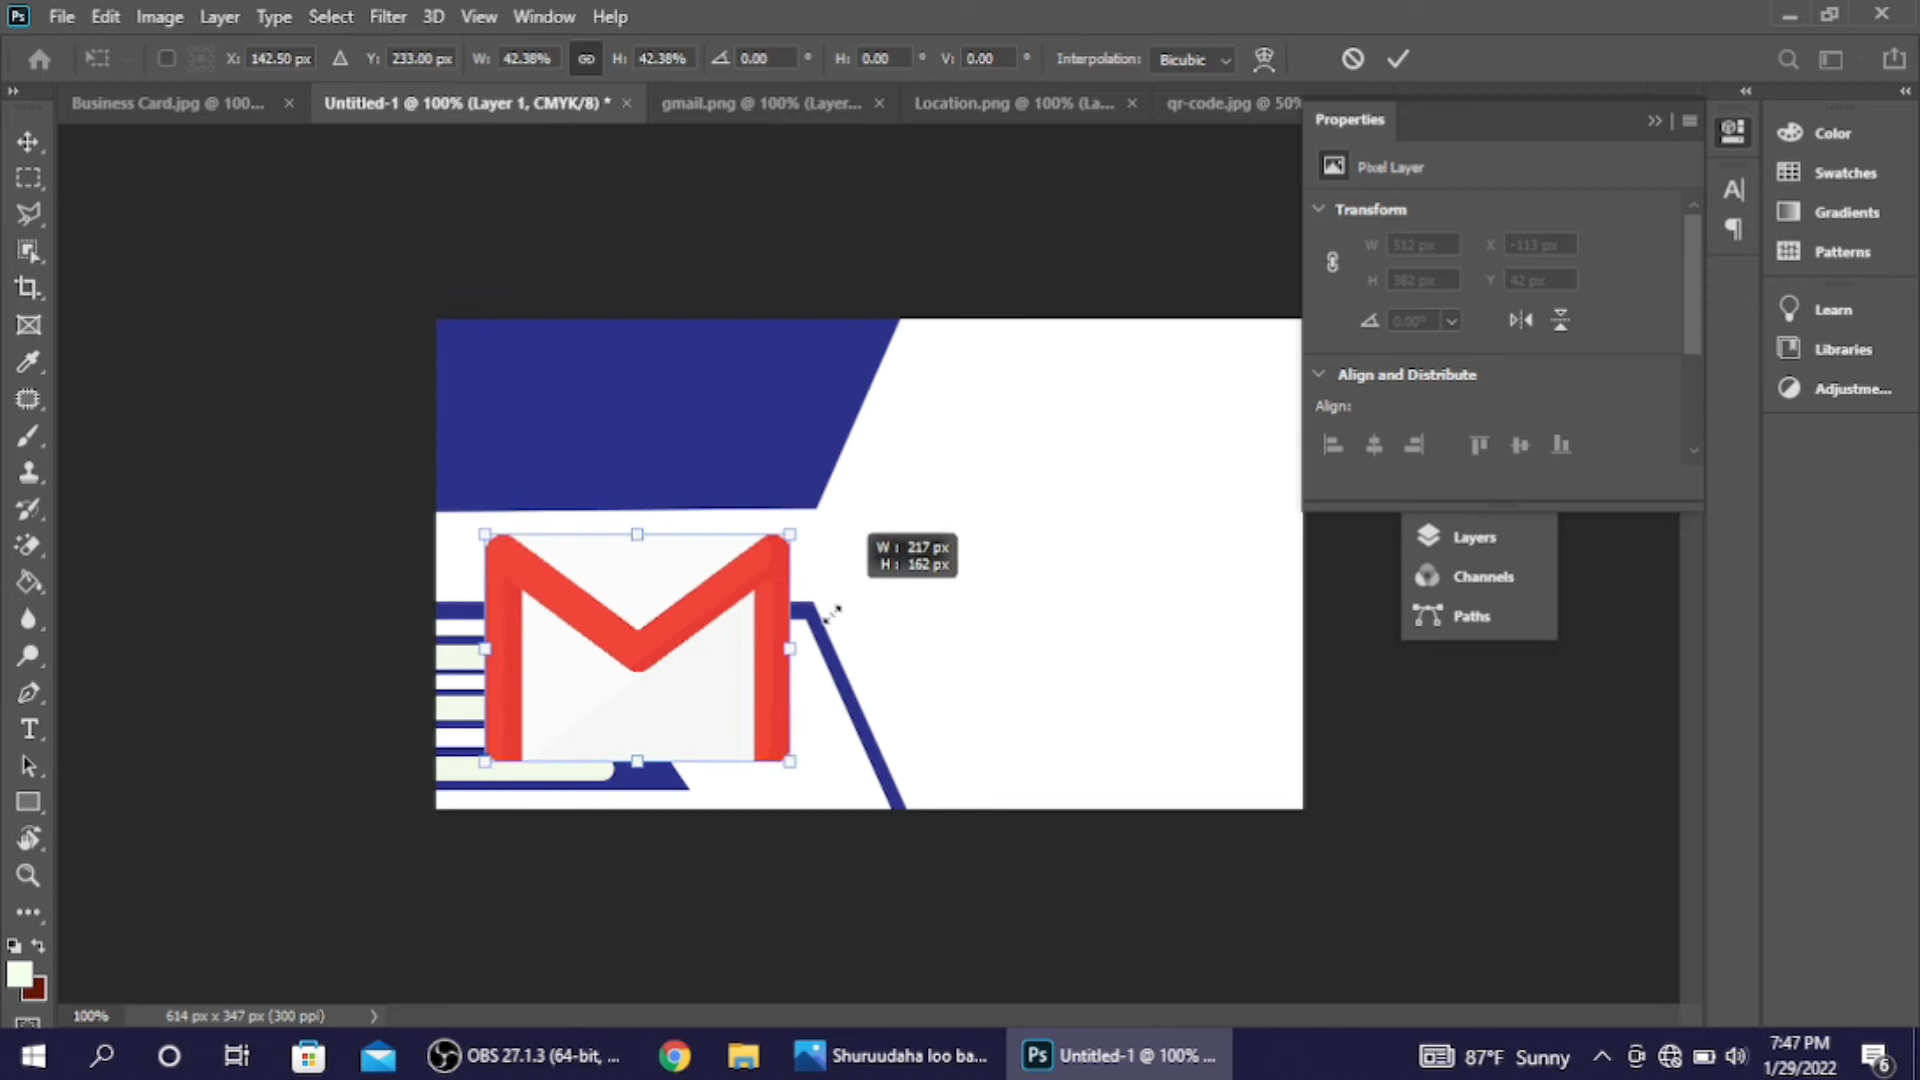 Ps File Edit Image Layer Type Select Filter 3D View Window Help
X: 142.50 px Y: 233.00 px W: 42.38% H: 42.38% 0.00 ° H: 0.00 ° V: 0.00 ° Interpolation: Bicubic
Business Card.jpg @ 100... × Untitled-1 @ 100% (Layer 1, CMYK/8) * × gmail.png @ 100% (Layer... × Location.png @ 100% (La... × qr-code.jpg @ 50%
Properties
Pixel Layer
Transform
W 512 px X -113 px
H 382 px Y 42 px
0.00°
Align and Distribute
Align:
Color
Swatches
Gradients
Patterns
Learn
Libraries
Adjustme...
W : 217 px
H : 162 px
Layers
Channels
Paths
100% 614 px x 347 px (300 ppi)
OBS 27.1.3 (64-bit, ... Shuruudaha loo ba... Ps Untitled-1 @ 100% ... 87°F Sunny 7:47 PM
1/29/2022 6